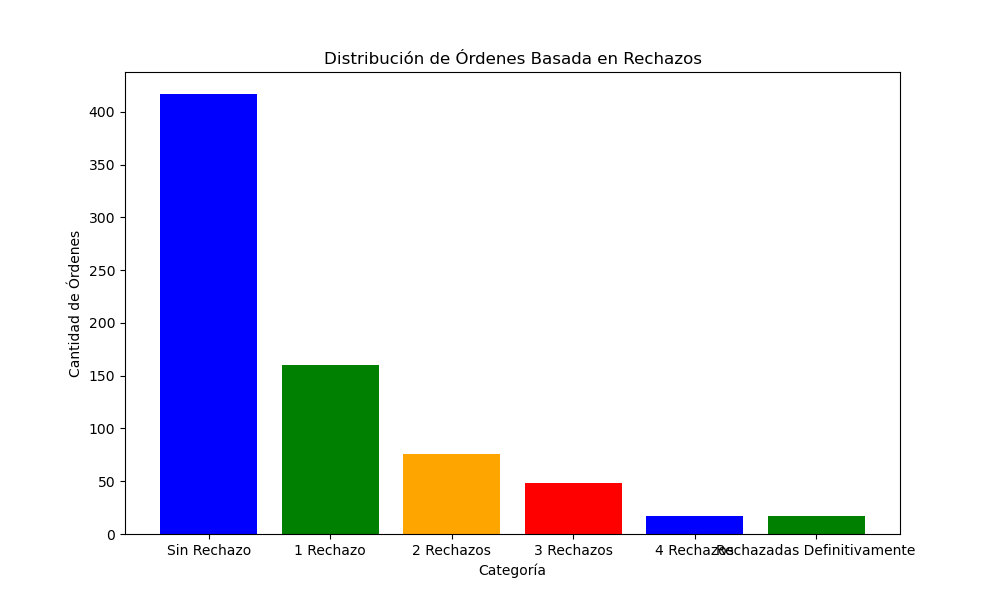 Distribución de Órdenes Basada en Rechazos
Cantidad de Órdenes
400
350
300
250
200
150
100
50
0
Sin Rechazo 1 Rechazo 2 Rechazos 3 Rechazos 4 Rechazos Rechazadas Definitivamente
Categoría